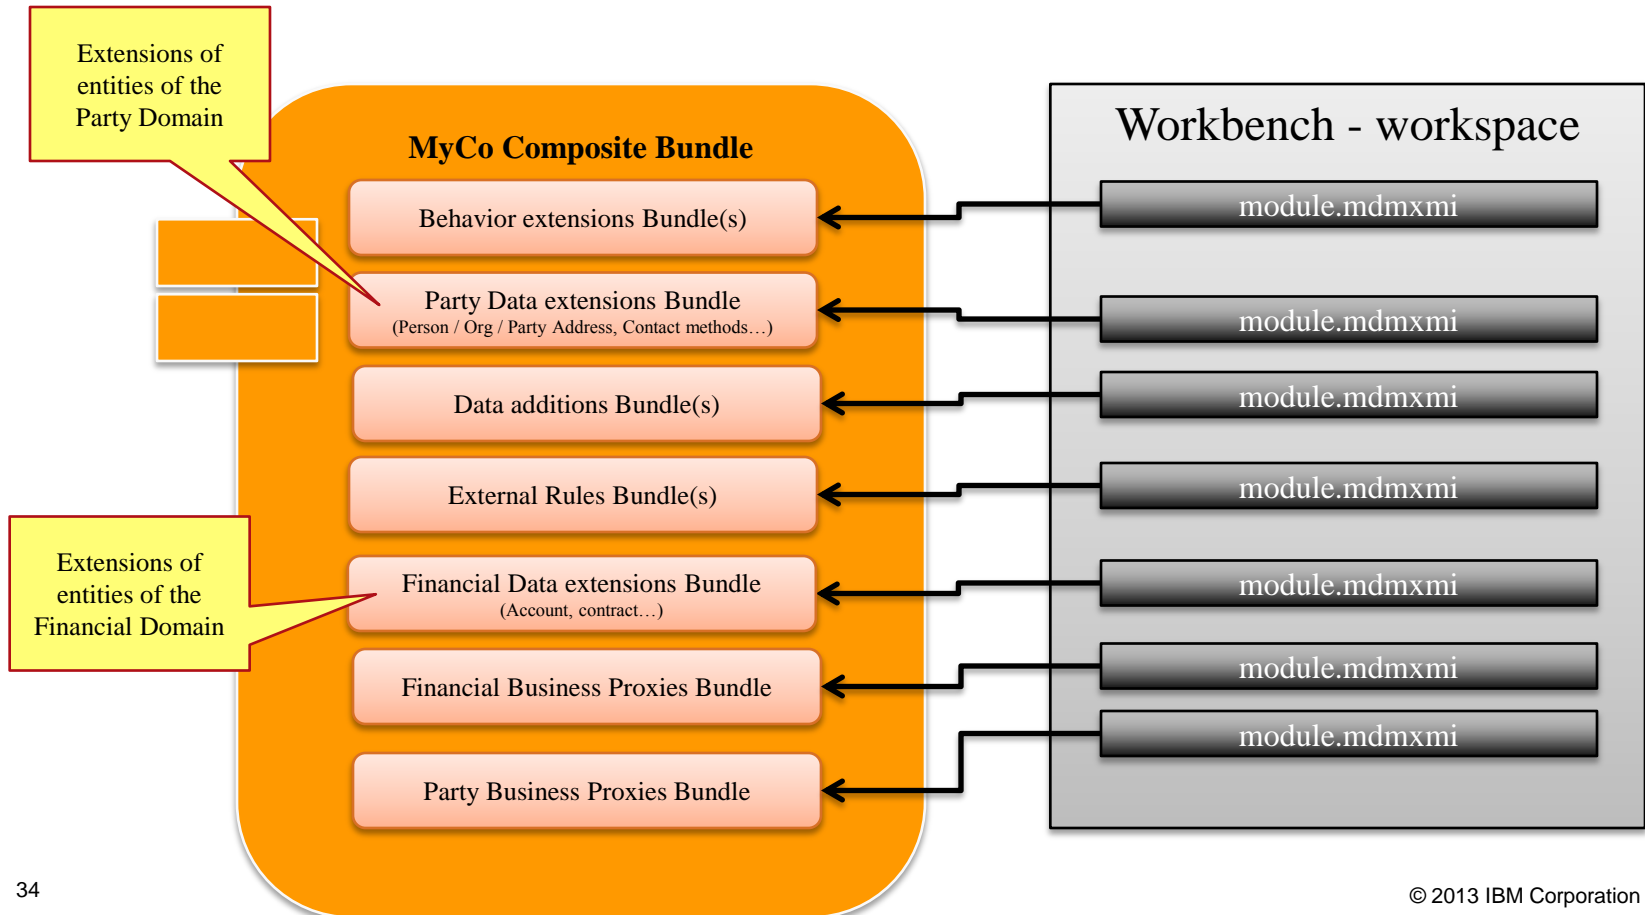 Extensions of
entities of the
Party Domain
MyCo Composite Bundle
Behavior extensions Bundle(s)
Party Data extensions Bundle
(Person / Org / Party Address, Contact methods…)
Data additions Bundle(s)
External Rules Bundle(s)
Extensions of
entities of the
Financial Domain
Financial Data extensions Bundle
(Account, contract…)
Financial Business Proxies Bundle
Party Business Proxies Bundle
Workbench - workspace
module.mdmxmi
module.mdmxmi
module.mdmxmi
module.mdmxmi
module.mdmxmi
module.mdmxmi
module.mdmxmi
34
© 2013 IBM Corporation